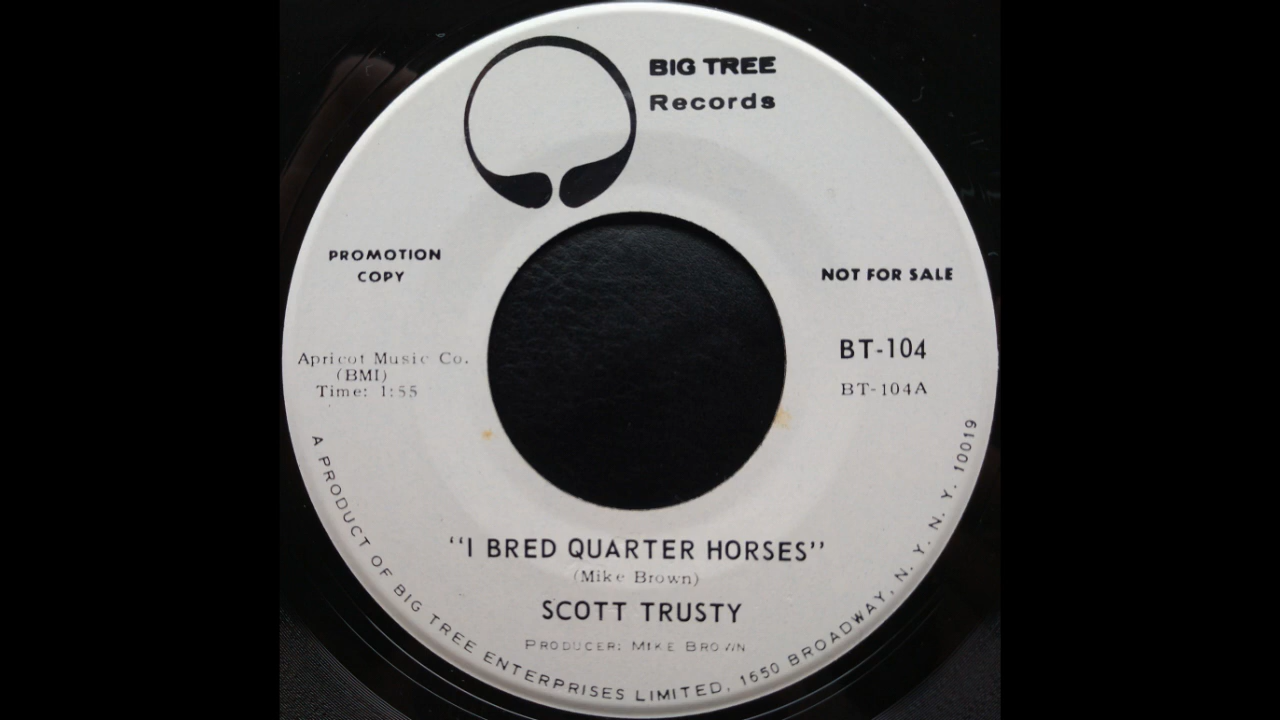 BIG TREE
Records
PROMOTION
COPY
NOT FOR SALE
Apricot Music Co.
(BMI)
Time: 1:55
BT-104
BT-104A
"I BRED QUARTER HORSES"
(Mike Brown)
SCOTT TRUSTY
PRODUCER: MIKE BROWN
A PRODUCT OF BIG TREE ENTERPRISES LIMITED, 1650 BROADWAY, N. Y. N. Y. 10019